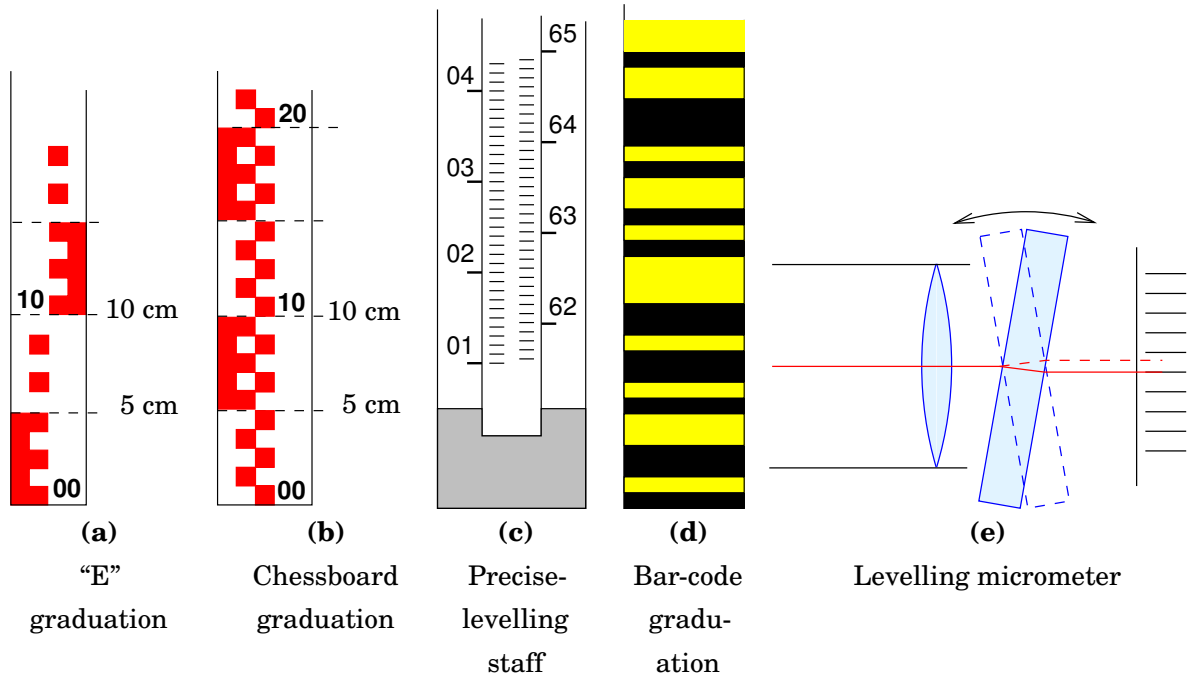 65
04
64
20
03
63
02
10
10 cm
10
10 cm
62
01
5 cm
5 cm
00
00
(a)
(b)
(c)
(d)
(e)
“E”
graduation
Chessboard
graduation
Precise-
levelling
staff
Bar-code
gradu-
ation
Levelling micrometer